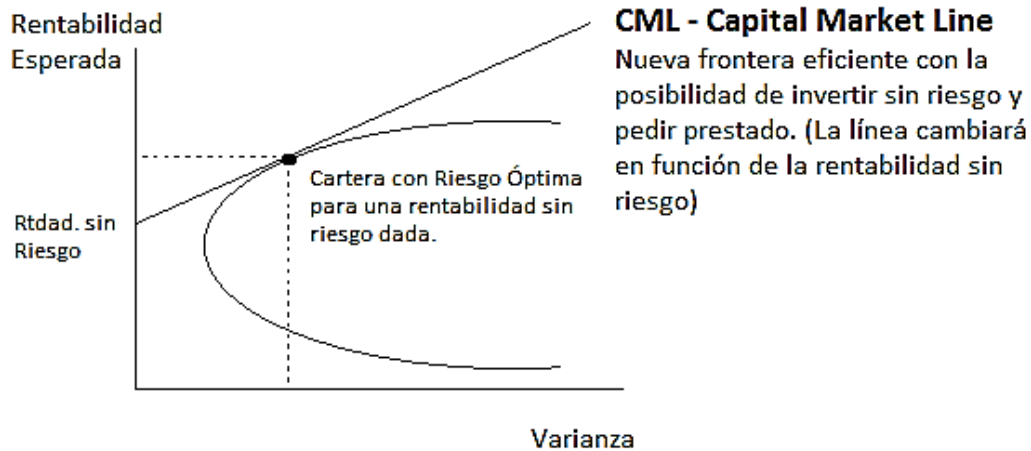 Rentabilidad
Esperada
CML - Capital Market Line
Nueva frontera eficiente con la
posibilidad de invertir sin riesgo y
pedir prestado. (La línea cambiará
en función de la rentabilidad sin
riesgo)
Cartera con Riesgo Óptima
para una rentabilidad sin
riesgo dada.
Rtdad. sin
Riesgo
Varianza